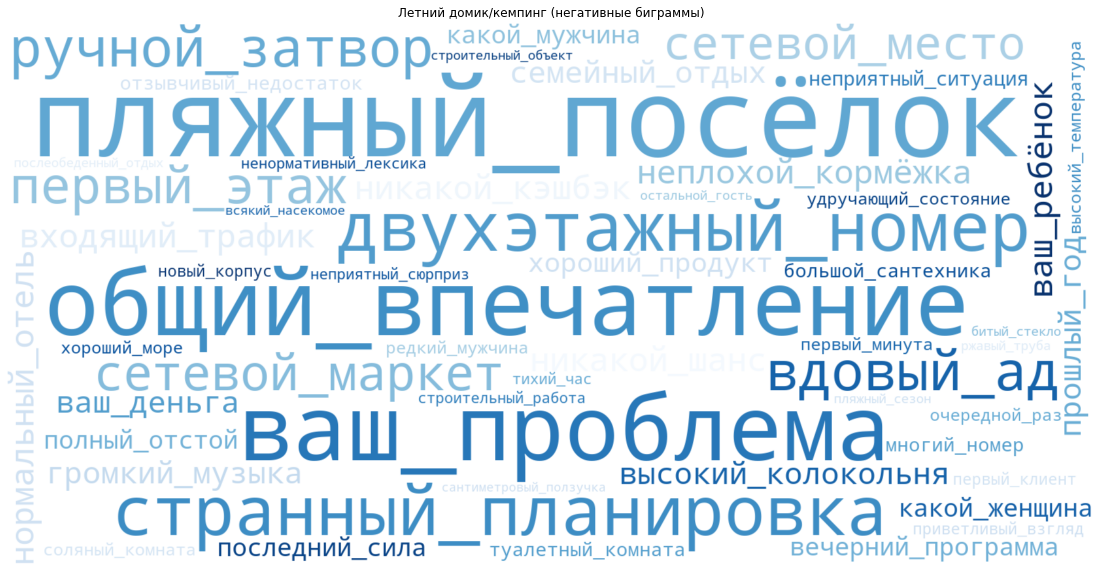 Летний домик/кемпинг (негативные биграммы)
ручной_затвор
какой_мужчина
сетевой_место
строительный_объект
семейный_отдых
неприятный_ситуация
отзывчивый_недостаток
пляжный_посёлок
ваш_ребёнок
высокий_температура
послеобеденный_отдых
ненормативный_лексика
первый_этаж
никакой_кэшбэк
неплохой_кормёжка
остальной_гость
удручающий_состояние
всякий_насекомое
входящий_трафик
двухэтажный_номер
прошлый_год
нормальный_отель
новый_корпус
неприятный_сюрприз
хороший_продукт
большой_сантехника
общий_впечатление
битый_стекло
хороший_море
редкий_мужчина
никакой_шанс
первый_минута
ржавый_труба
сетевой_маркет
тихий_час
вдовый_ад
ваш_деньга
строительный_работа
пляжный_сезон
очередной_раз
ваш_проблема
полный_отстой
многий_номер
громкий_музыка
высокий_колокольня
первый_клиент
сантиметровый_ползучка
странный_планировка
какой_женщина
приветливый_взгляд
соляный_комната
последний_сила
туалетный_комната
вечерний_программа